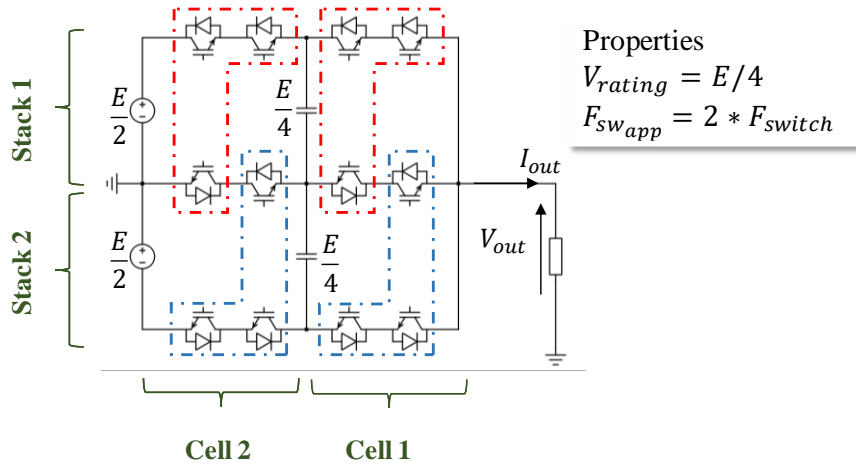 Stack 1
Stack 2
E/2
E/2
E/4
E/4
I_out
V_out
Cell 2
Cell 1
Properties
V_rating = E/4
F_sw_app = 2 * F_switch